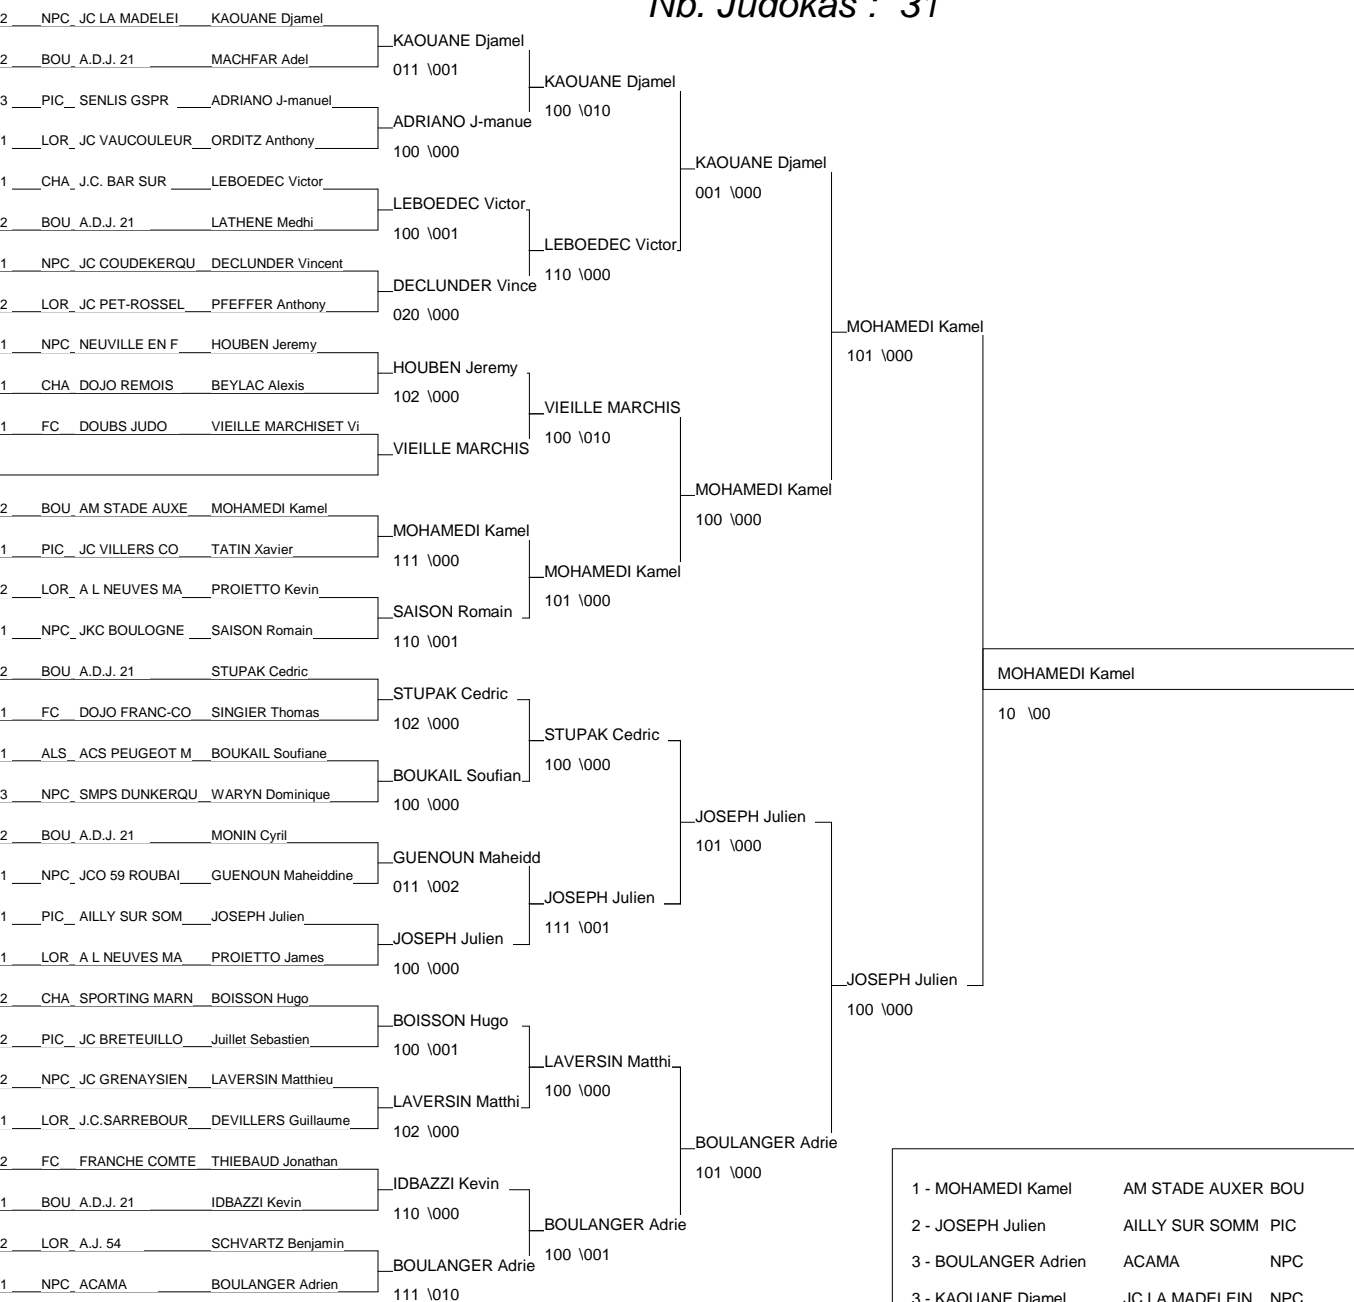 Nb. Judokas : 31
2 NPC JC LA MADELEI KAOUANE Djamel
KAOUANE Djamel
2 BOU A.D.J. 21 MACHFAR Adel
011 \001
KAOUANE Djamel
3 PIC SENLIS GSPR ADRIANO J-manuel
100 \010
ADRIANO J-manue
1 LOR JC VAUCOULEUR ORDITZ Anthony
100 \000
KAOUANE Djamel
1 CHA J.C. BAR SUR LEBOEDEC Victor
001 \000
LEBOEDEC Victor
2 BOU A.D.J. 21 LATHENE Medhi
100 \001
LEBOEDEC Victor
1 NPC JC COUDEKERQU DECLUNDER Vincent
110 \000
DECLUNDER Vince
2 LOR JC PET-ROSSEL PFEFFER Anthony
020 \000
MOHAMEDI Kamel
1 NPC NEUVILLE EN F HOUBEN Jeremy
101 \000
HOUBEN Jeremy
1 CHA DOJO REMOIS BEYLAC Alexis
102 \000
VIEILLE MARCHIS
1 FC DOUBS JUDO VIEILLE MARCHISET Vi
100 \010
VIEILLE MARCHIS
MOHAMEDI Kamel
2 BOU AM STADE AUXE MOHAMEDI Kamel
100 \000
MOHAMEDI Kamel
1 PIC JC VILLERS CO TATIN Xavier
111 \000
MOHAMEDI Kamel
2 LOR A L NEUVES MA PROIETTO Kevin
101 \000
SAISON Romain
1 NPC JKC BOULOGNE SAISON Romain
110 \001
2 BOU A.D.J. 21 STUPAK Cedric
MOHAMEDI Kamel
STUPAK Cedric
1 FC DOJO FRANC-CO SINGIER Thomas
10 \00
102 \000
STUPAK Cedric
1 ALS ACS PEUGEOT M BOUKAIL Soufiane
100 \000
BOUKAIL Soufian
3 NPC SMPS DUNKERQU WARYN Dominique
100 \000
JOSEPH Julien
2 BOU A.D.J. 21 MONIN Cyril
101 \000
GUENOUN Maheidd
1 NPC JCO 59 ROUBAI GUENOUN Maheiddine
011 \002
JOSEPH Julien
1 PIC AILLY SUR SOM JOSEPH Julien
111 \001
JOSEPH Julien
1 LOR A L NEUVES MA PROIETTO James
100 \000
JOSEPH Julien
2 CHA SPORTING MARN BOISSON Hugo
100 \000
BOISSON Hugo
2 PIC JC BRETEUILLO Juillet Sebastien
100 \001
LAVERSIN Matthi
2 NPC JC GRENAYSIEN LAVERSIN Matthieu
100 \000
LAVERSIN Matthi
1 LOR J.C.SARREBOUR DEVILLERS Guillaume
102 \000
BOULANGER Adrie
2 FC FRANCHE COMTE THIEBAUD Jonathan
101 \000
IDBAZZI Kevin
1 BOU A.D.J. 21 IDBAZZI Kevin
110 \000
BOULANGER Adrie
2 LOR A.J. 54 SCHVARTZ Benjamin
100 \001
BOULANGER Adrie
1 NPC ACAMA BOULANGER Adrien
111 \010
1 - MOHAMEDI Kamel AM STADE AUXER BOU
2 - JOSEPH Julien AILLY SUR SOMM PIC
3 - BOULANGER Adrien ACAMA NPC
3 - KAOUANE Djamel JC LA MADELEIN NPC